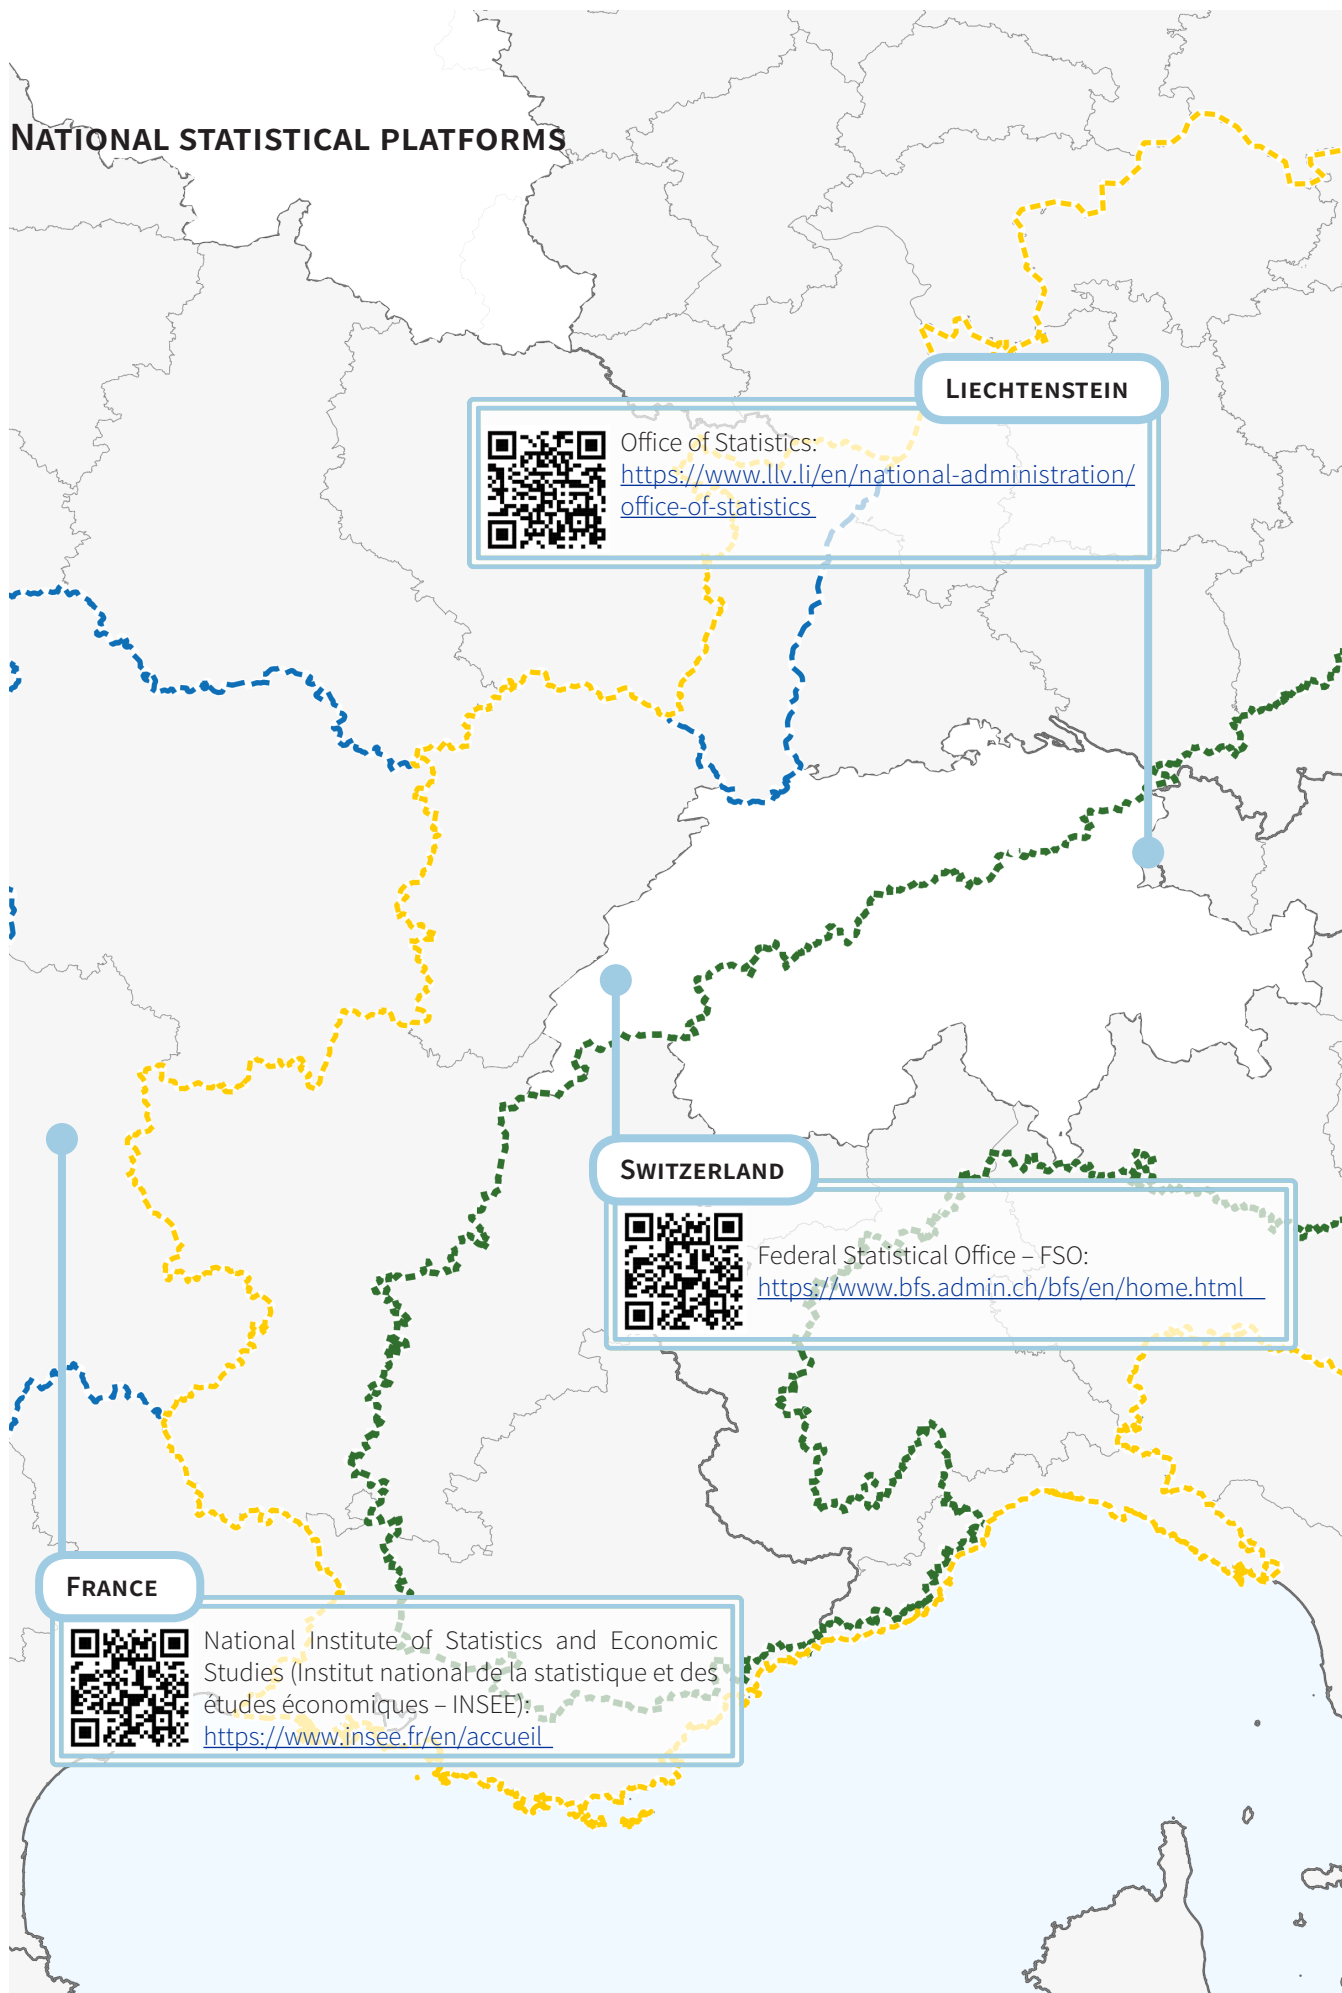 NATIONAL STATISTICAL PLATFORMS
LIECHTENSTEIN
Office of Statistics:
https://www.llv.li/en/national-administration/
office-of-statistics
SWITZERLAND
Federal Statistical Office – FSO:
https://www.bfs.admin.ch/bfs/en/home.html
FRANCE
National Institute of Statistics and Economic
Studies (Institut national de la statistique et des
études économiques – INSEE):
https://www.insee.fr/en/accueil